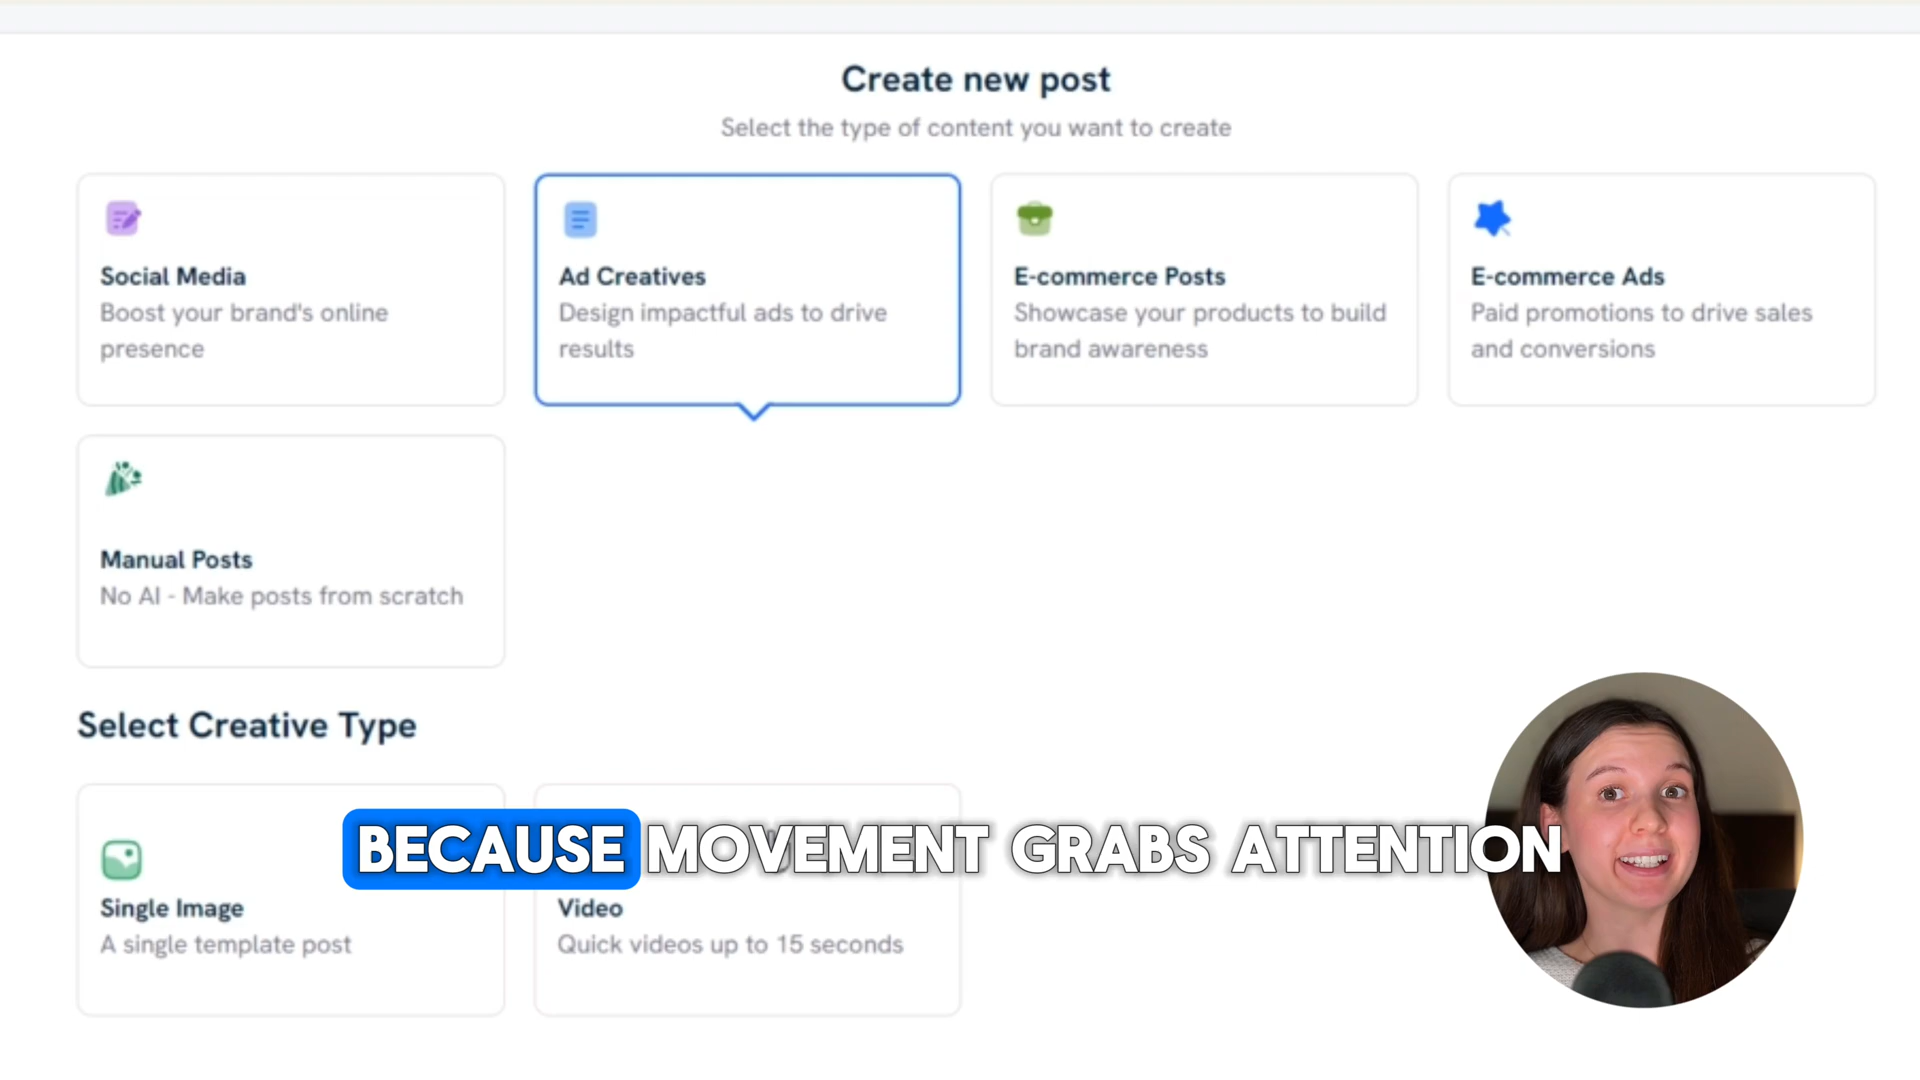 Create new post
Select the type of content you want to create
Social Media
Boost your brand's online
presence
Ad Creatives
Design impactful ads to drive
results
E-commerce Posts
Showcase your products to build
brand awareness
E-commerce Ads
Paid promotions to drive sales
and conversions
Manual Posts
No AI - Make posts from scratch
Select Creative Type
BECAUSE MOVEMENT GRABS ATTENTION
Single Image
A single template post
Video
Quick videos up to 15 seconds